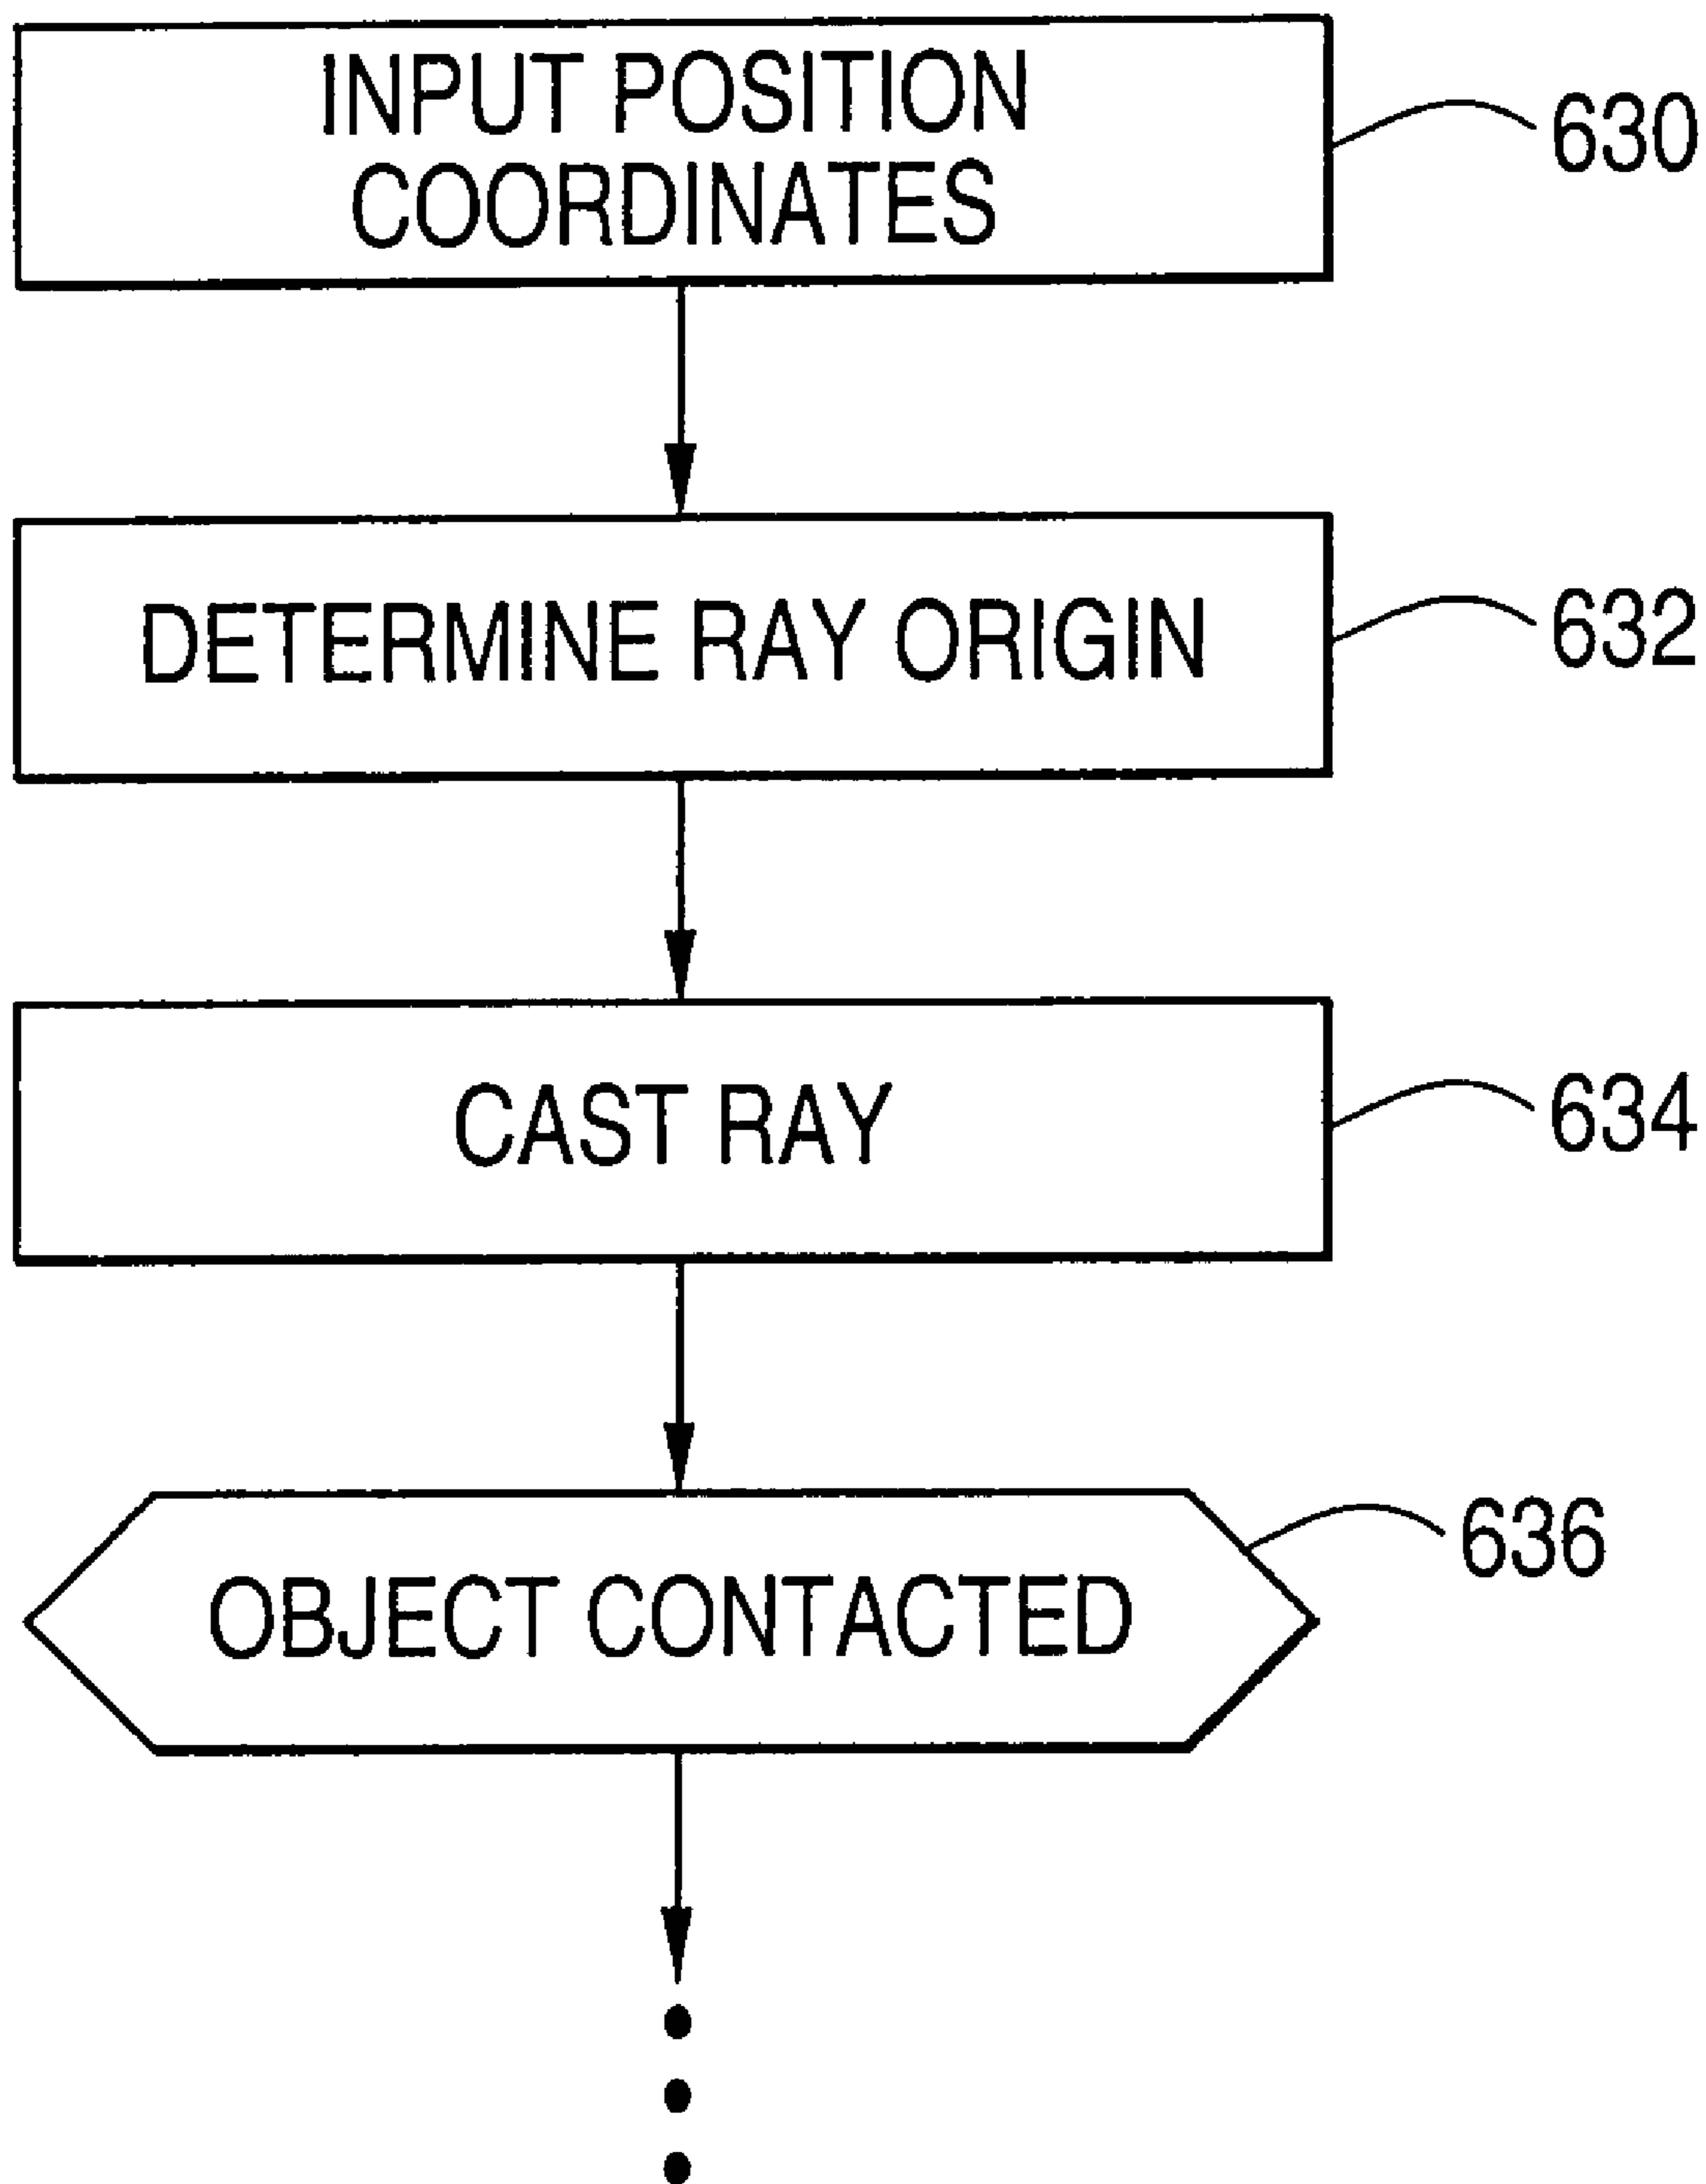 INPUT POSITION
COORDINATES
630
DETERMINE RAY ORIGIN
632
CAST RAY
634
OBJECT CONTACTED
636